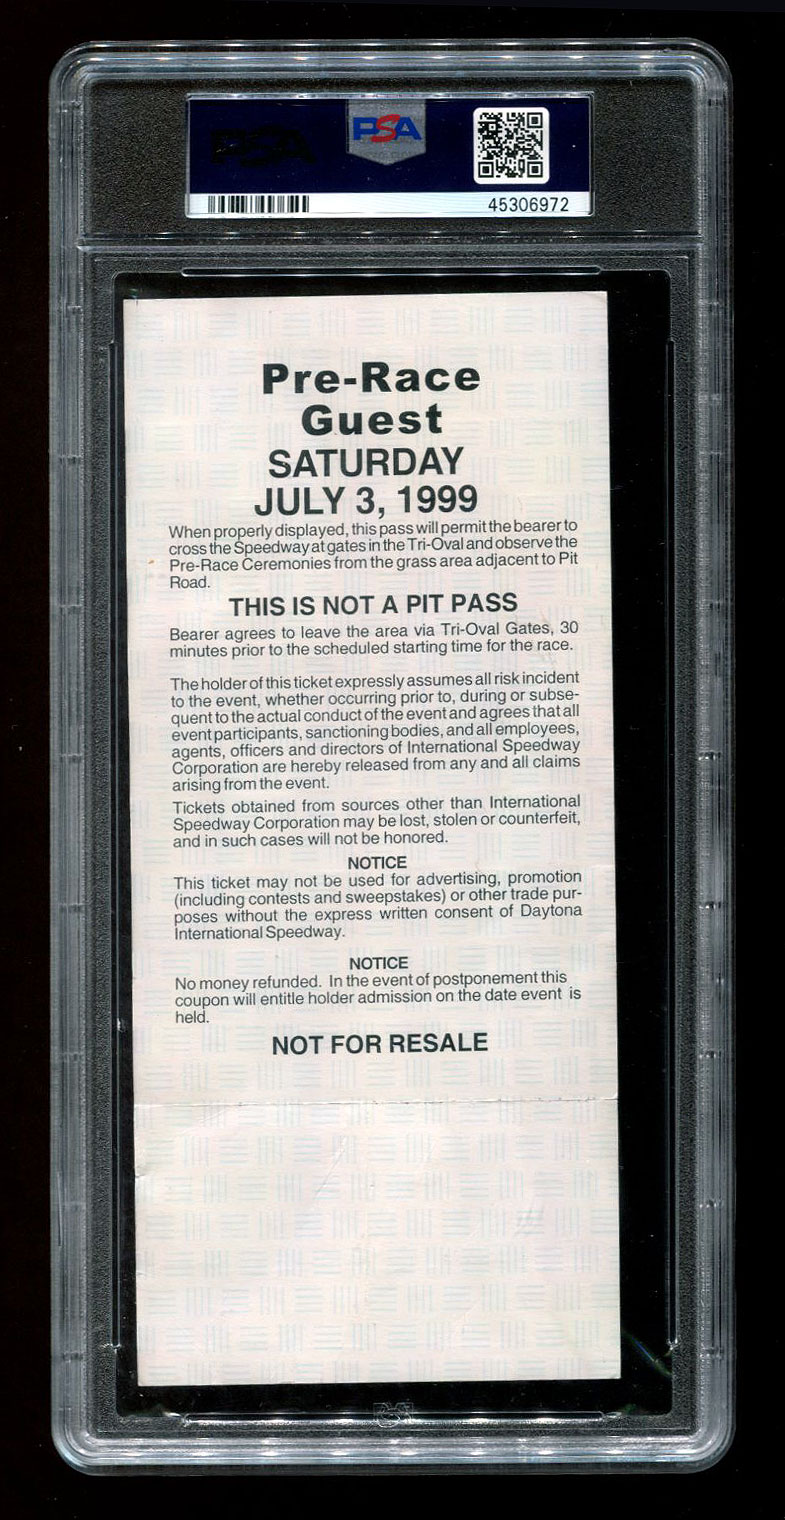 PSA
PSA
45306972
Pre-Race
Guest
SATURDAY
JULY 3, 1999
When properly displayed, this pass will permit the bearer to
cross the Speedway at gates in the Tri-Oval and observe the
Pre-Race Ceremonies from the grass area adjacent to Pit
Road.
THIS IS NOT A PIT PASS
Bearer agrees to leave the area via Tri-Oval Gates, 30
minutes prior to the scheduled starting time for the race.
The holder of this ticket expressly assumes all risk incident
to the event, whether occurring prior to, during or subse-
quent to the actual conduct of the event and agrees that all
event participants, sanctioning bodies, and all employees,
agents, officers and directors of International Speedway
Corporation are hereby released from any and all claims
arising from the event.
Tickets obtained from sources other than International
Speedway Corporation may be lost, stolen or counterfeit,
and in such cases will not be honored.
NOTICE
This ticket may not be used for advertising, promotion
(including contests and sweepstakes) or other trade pur-
poses without the express written consent of Daytona
International Speedway.
NOTICE
No money refunded. In the event of postponement this
coupon will entitle holder admission on the date event is
held.
NOT FOR RESALE